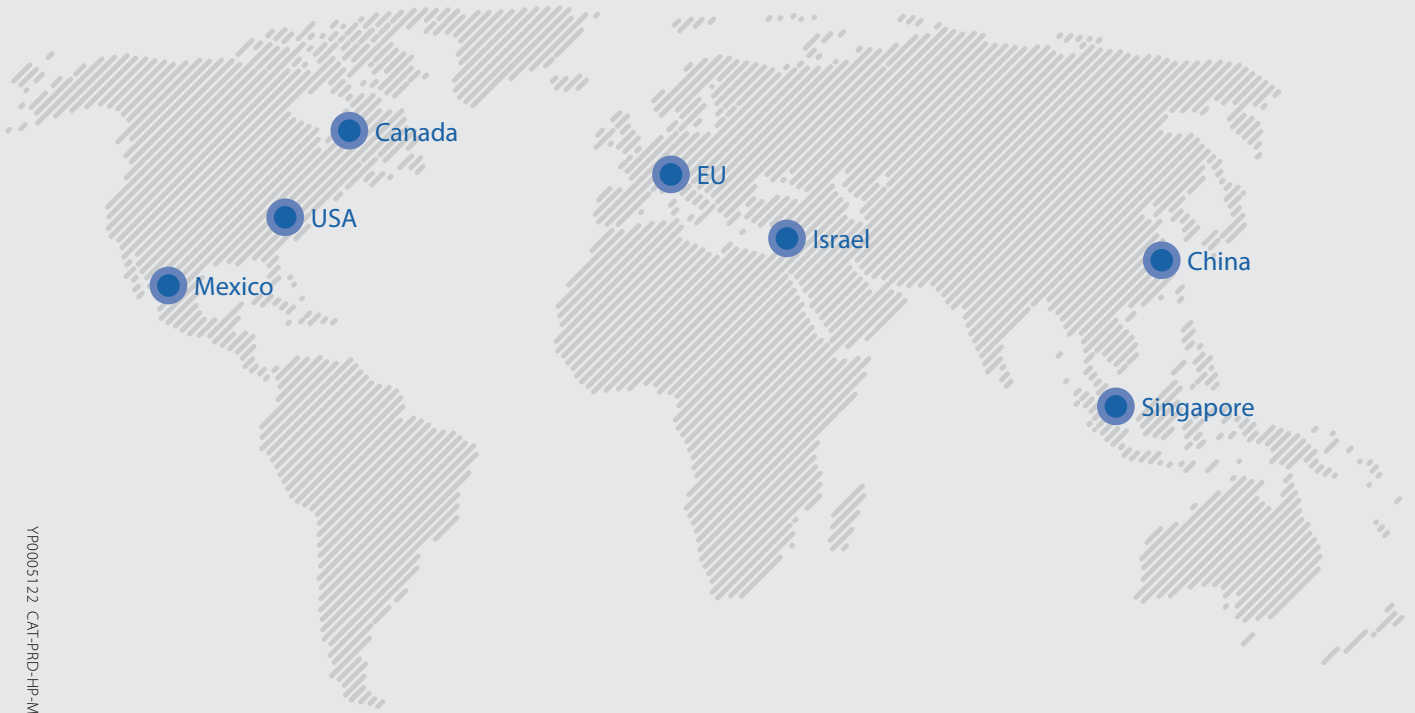 Canada
EU
USA
Israel
China
Mexico
Singapore
YP0005122 CAT-PRD-HP-M